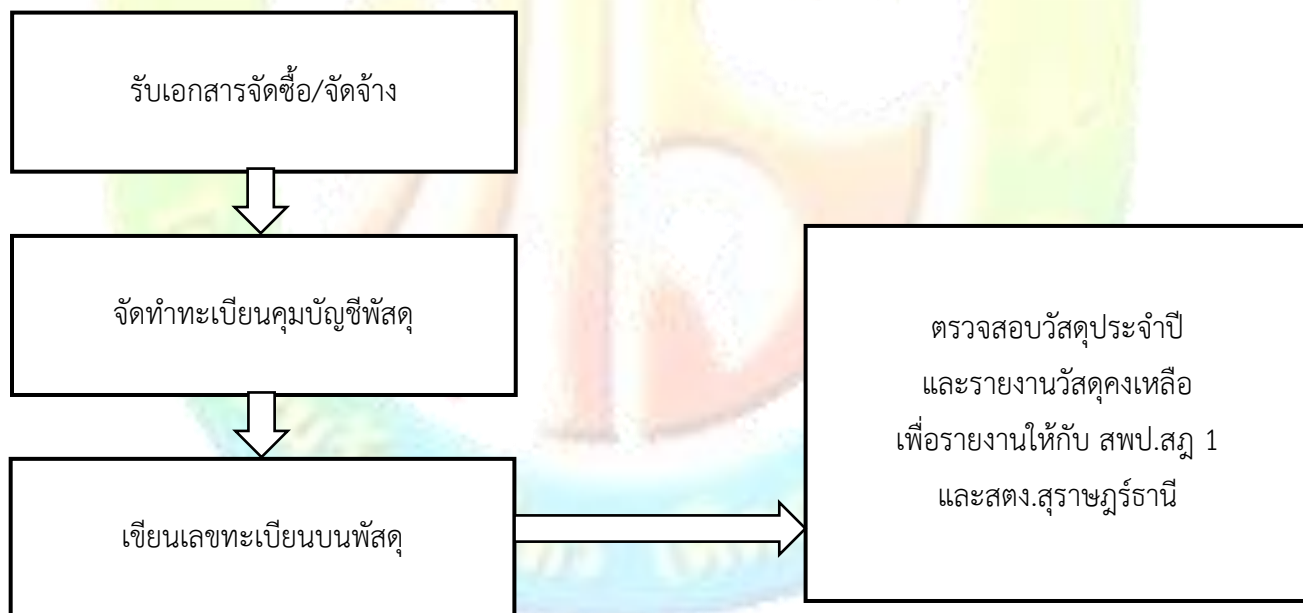 รับเอกสารจัดซื้อ/จัดจ้าง
จัดทำทะเบียนคุมบัญชีพัสดุ
เขียนเลขทะเบียนบนพัสดุ
ตรวจสอบวัสดุประจำปี
และรายงานวัสดุคงเหลือ
เพื่อรายงานให้กับ สพป.สฎ 1
และสตง.สุราษฎร์ธานี